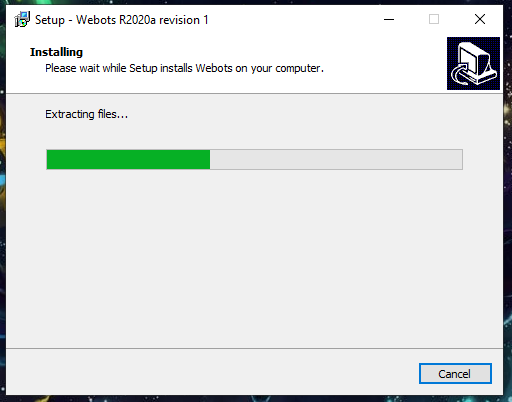 Setup - Webots R2020a revision 1
Installing
Please wait while Setup installs Webots on your computer.
Extracting files...
Cancel